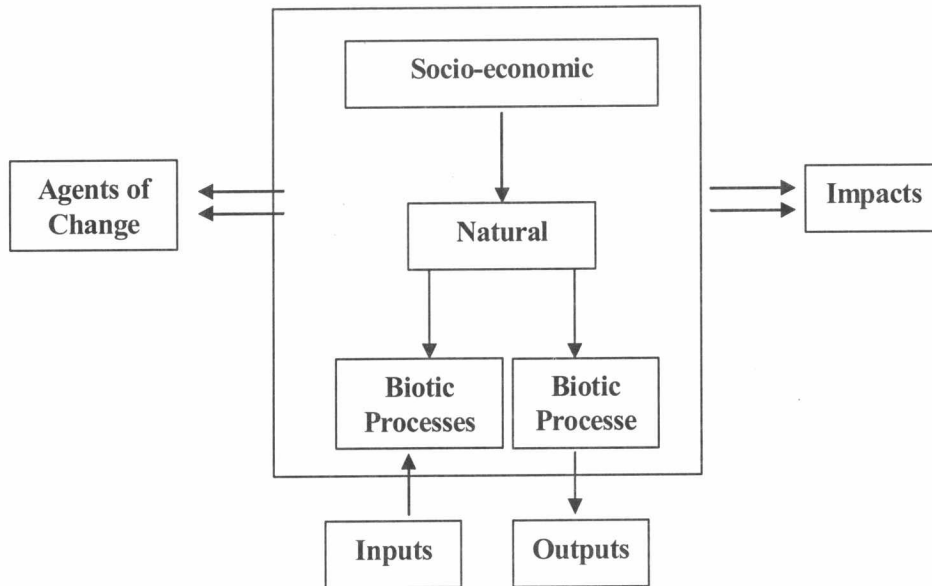 Socio-economic
Agents of
Change
Impacts
Natural
Biotic
Processes
Biotic
Processe
Inputs
Outputs